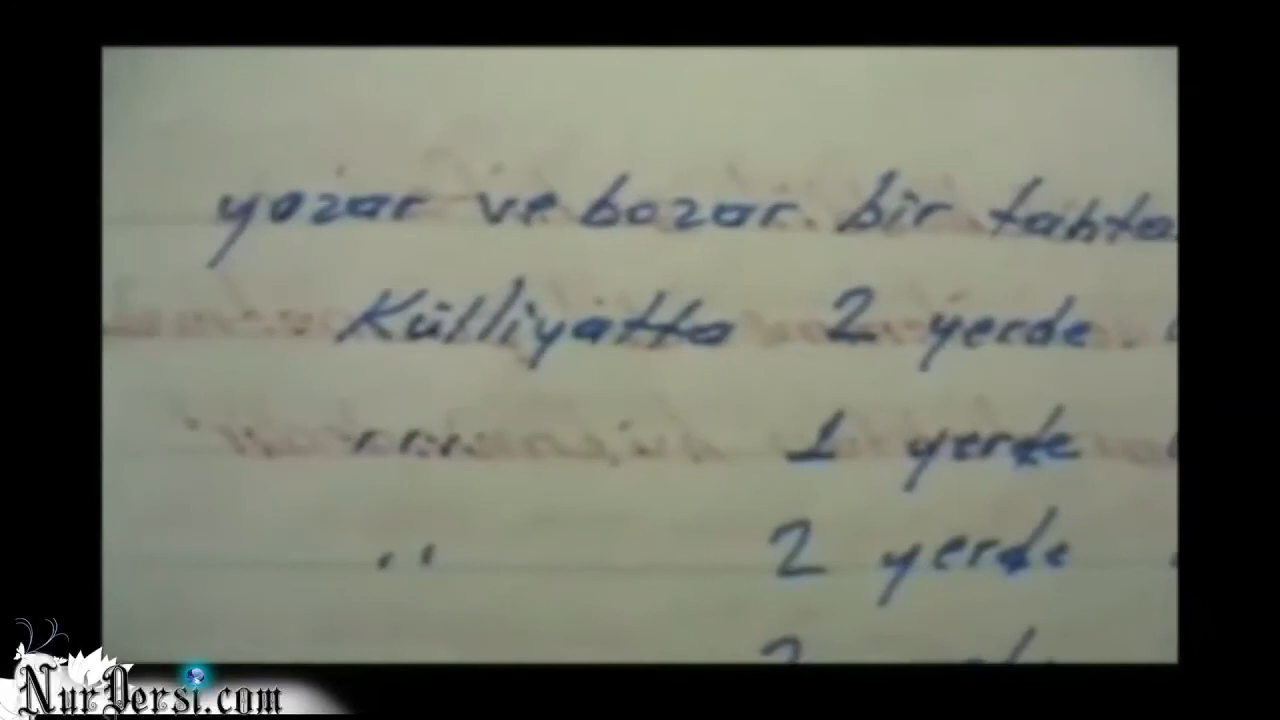 yazar ve bozar bir tahta
Külliyatta 2 yerde
" " 1 yerde
" 2 yerde
NurDersi.com